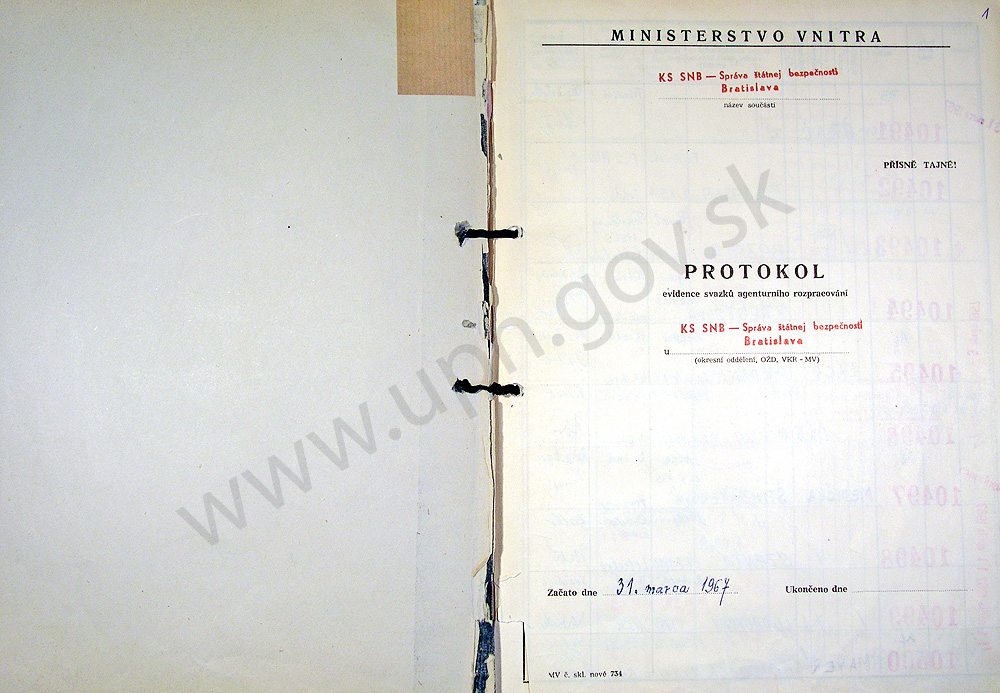 1
MINISTERSTVO VNITRA
KS SNB — Správa štátnej bezpečnosti
Bratislava
název součásti
PŘÍSNĚ TAJNÉ!
PROTOKOL
evidence svazků agenturního rozpracování
KS SNB — Správa štátnej bezpečnosti
Bratislava
u
(okresní oddělení, OŽD, VKR - MV)
www.upn.gov.sk
Začato dne 31. marca 1967 Ukončeno dne
MV č. skl. nové 734